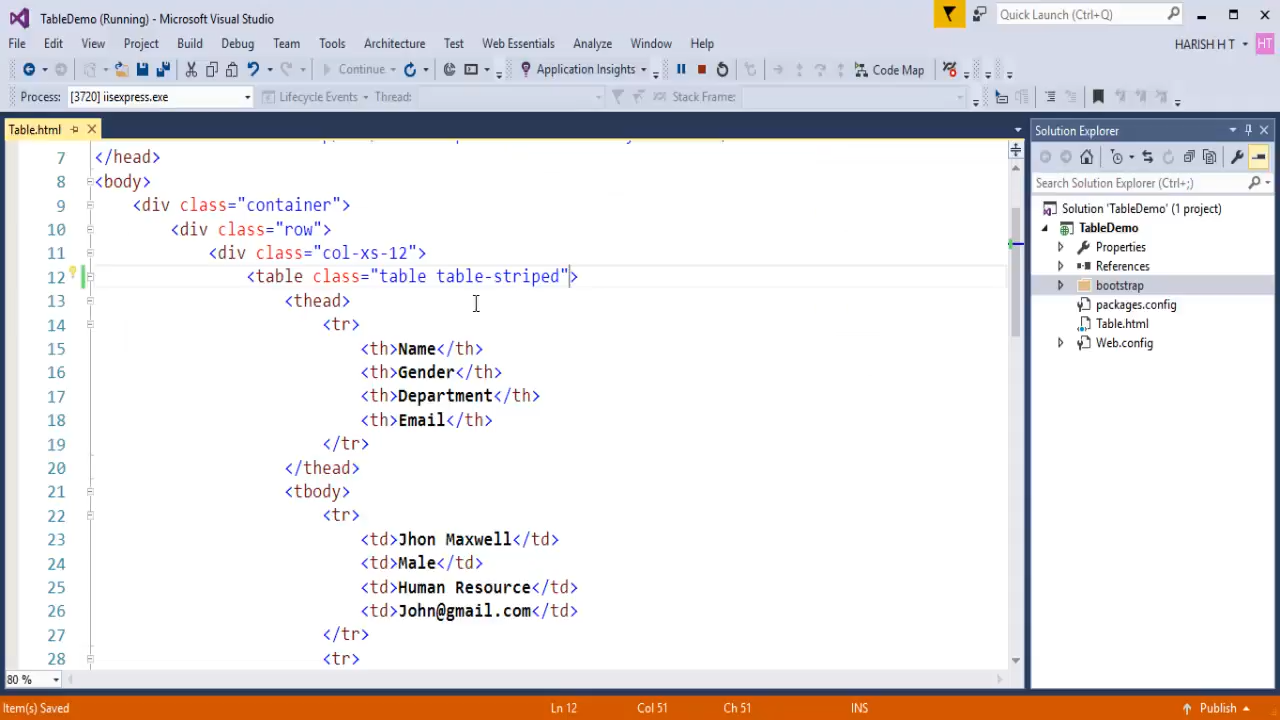 TableDemo (Running) - Microsoft Visual Studio
Quick Launch (Ctrl+Q)
File Edit View Project Build Debug Team Tools Architecture Test Web Essentials Analyze Window Help
HARISH H T HT
Continue Application Insights Code Map
Process: [3720] iisexpress.exe Lifecycle Events Thread: Stack Frame:
Table.html
7 </head>
8 <body>
9 <div class="container">
10 <div class="row">
11 <div class="col-xs-12">
12 <table class="table table-striped">
13 <thead>
14 <tr>
15 <th>Name</th>
16 <th>Gender</th>
17 <th>Department</th>
18 <th>Email</th>
19 </tr>
20 </thead>
21 <tbody>
22 <tr>
23 <td>Jhon Maxwell</td>
24 <td>Male</td>
25 <td>Human Resource</td>
26 <td>John@gmail.com</td>
27 </tr>
28 <tr>
80 %
Solution Explorer
Search Solution Explorer (Ctrl+;)
Solution 'TableDemo' (1 project)
TableDemo
Properties
References
bootstrap
packages.config
Table.html
Web.config
Item(s) Saved Ln 12 Col 51 Ch 51 INS Publish